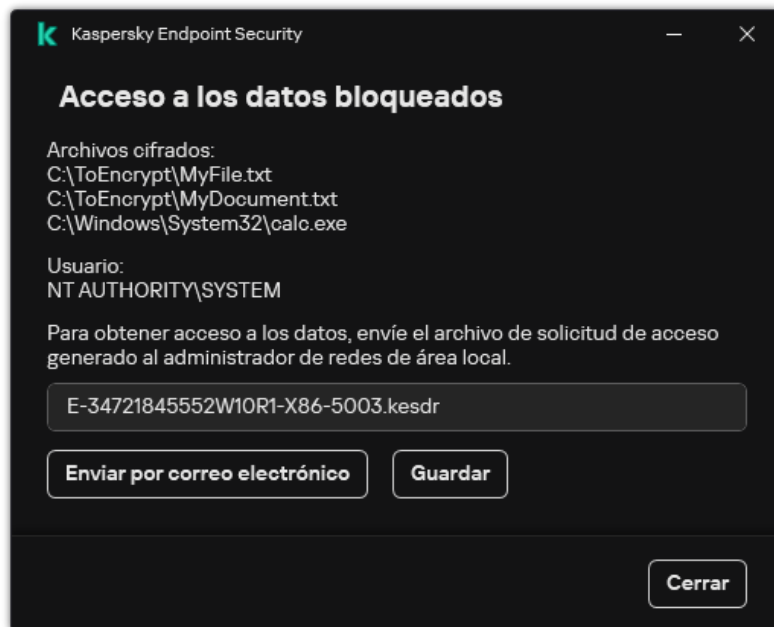 Kaspersky Endpoint Security
Acceso a los datos bloqueados
Archivos cifrados:
C:\ToEncrypt\MyFile.txt
C:\ToEncrypt\MyDocument.txt
C:\Windows\System32\calc.exe
Usuario:
NT AUTHORITY\SYSTEM
Para obtener acceso a los datos, envíe el archivo de solicitud de acceso
generado al administrador de redes de área local.
E-34721845552W10R1-X86-5003.kesdr
Enviar por correo electrónico Guardar
Cerrar